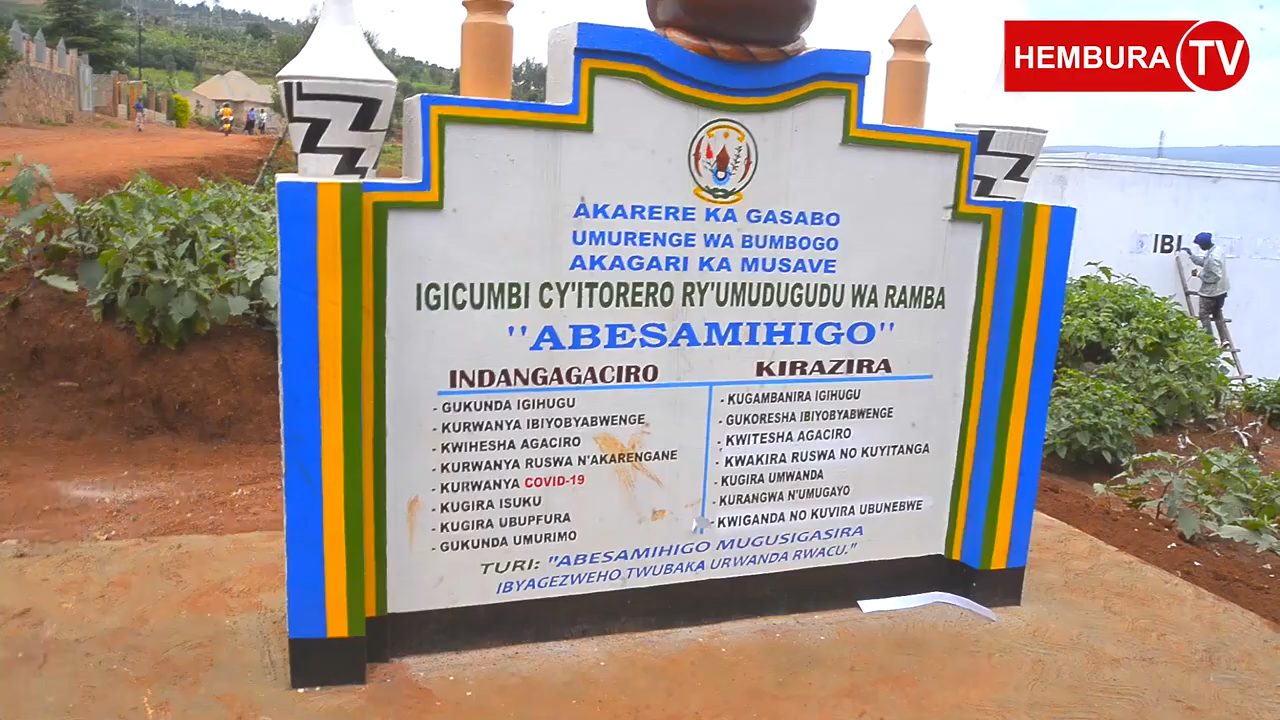 HEMBURA TV
AKARERE KA GASABO
UMURENGE WA BUMBOGO
AKAGARI KA MUSAVE
IGICUMBI CY'ITORERO RY'UMUDUGUDU WA RAMBA
"ABESAMIHIGO"
INDANGAGACIRO
- GUKUNDA IGIHUGU
- KURWANYA IBIYOBYABWENGE
- KWIHESHA AGACIRO
- KURWANYA RUSWA N'AKARENGANE
- KURWANYA COVID-19
- KUGIRA ISUKU
- KUGIRA UBUPFURA
- GUKUNDA UMURIMO
KIRAZIRA
- KUGAMBANIRA IGIHUGU
- GUKORESHA IBIYOBYABWENGE
- KWITESHA AGACIRO
- KWAKIRA RUSWA NO KUYITANGA
- KUGIRA UMWANDA
- KURANGWA N'UMUGAYO
- KWIGANDA NO KUVIRA UBUNEBWE
TURI: "ABESAMIHIGO MUGUSIGASIRA
IBYAGEZWEHO TWUBAKA URWANDA RWACU."
IBI